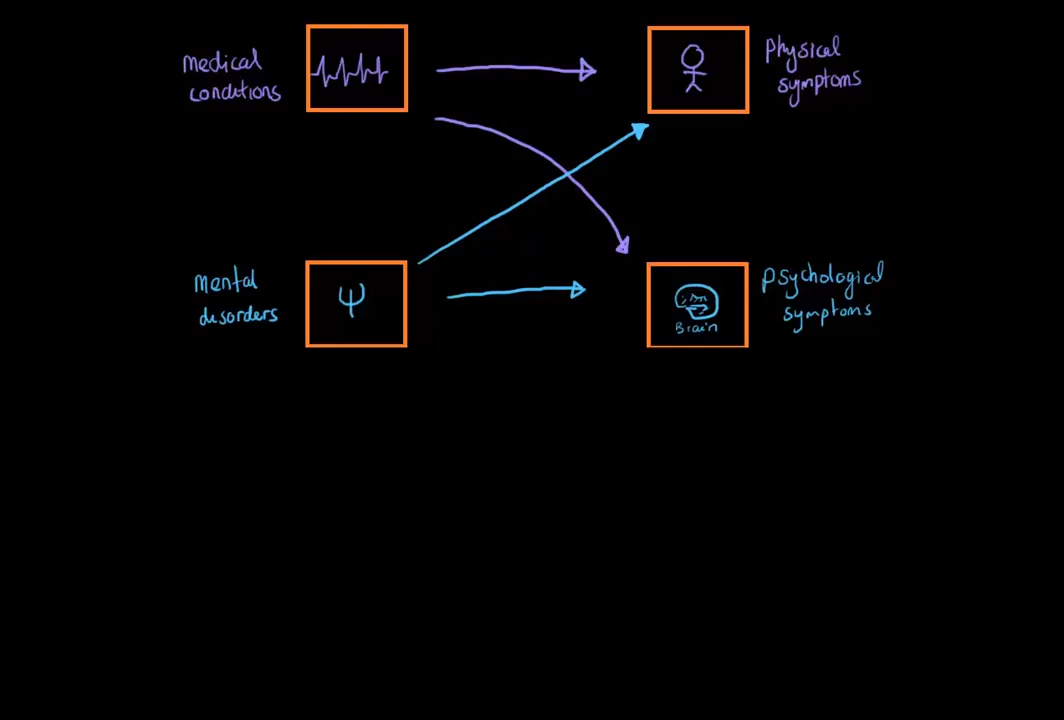 Medical
conditions
Physical
symptoms
Mental
disorders
Ψ
Psychological
symptoms
Brain